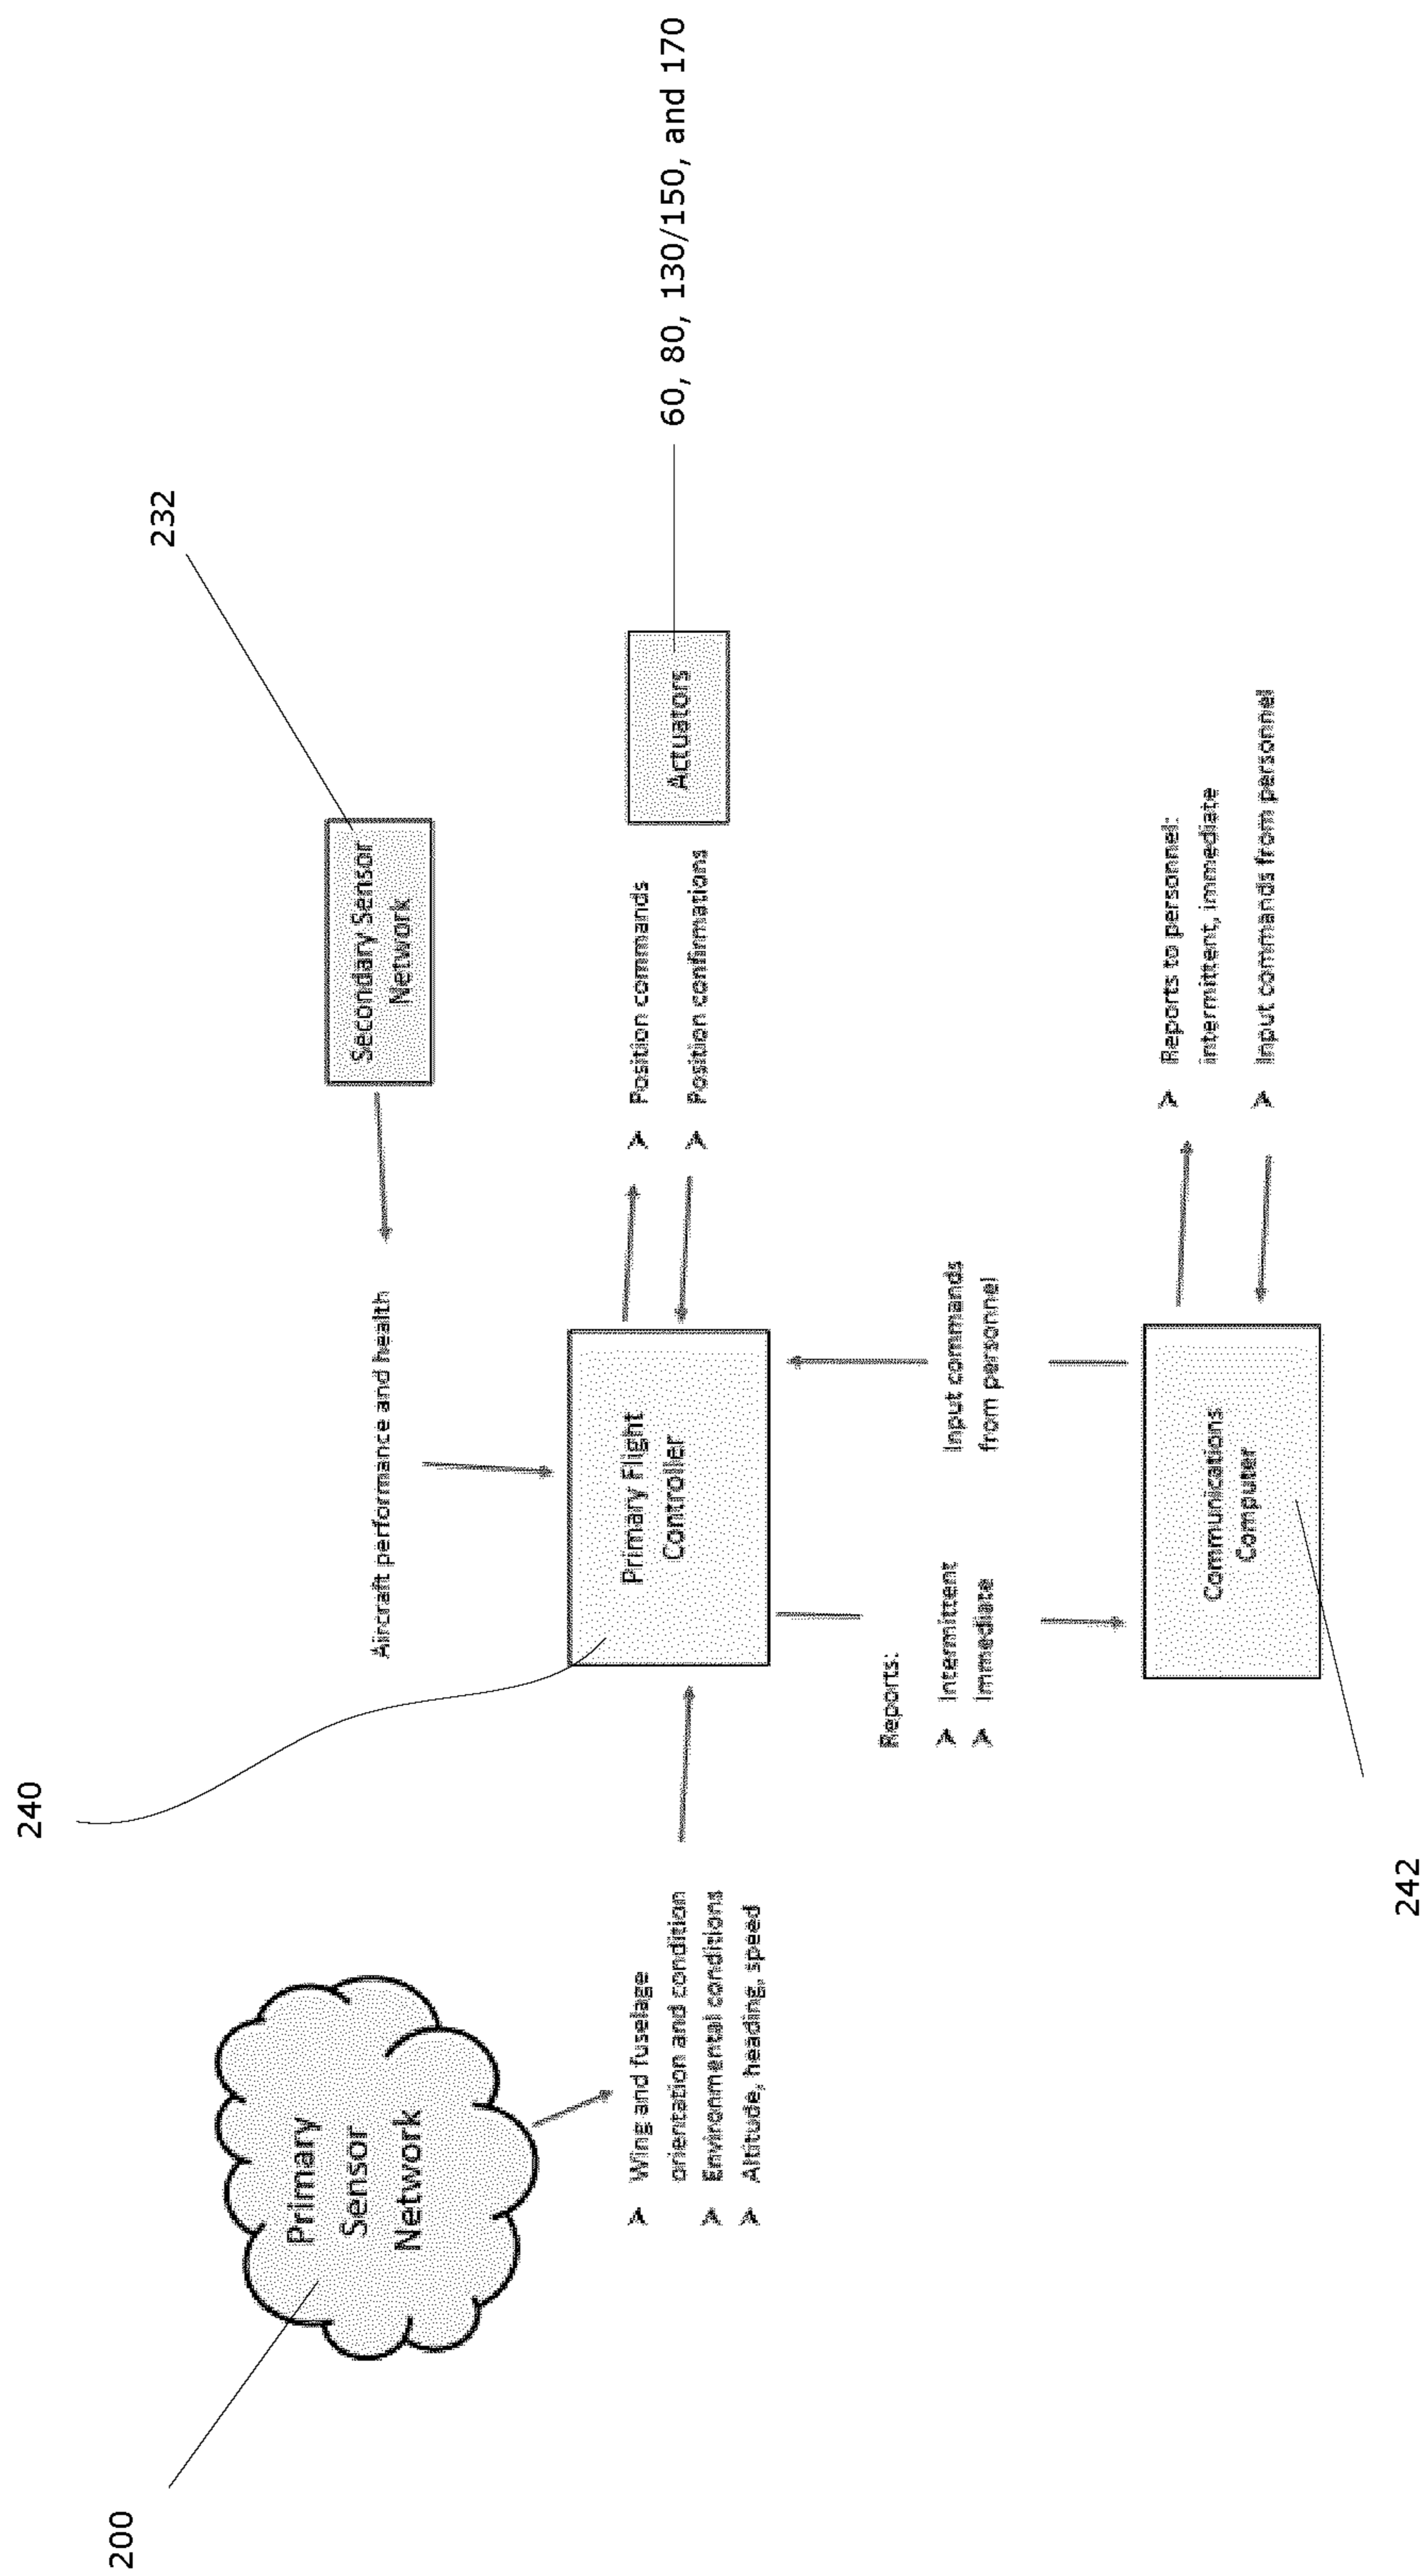 200
Primary
Sensor
Network
240
232
Secondary Sensor
Network
Aircraft performance and health
➤ Wing and fuselage
orientation and condition
➤ Environmental conditions
➤ Altitude, heading, speed
Primary Flight
Controller
➤ Position commands
➤ Position confirmations
Actuators
60, 80, 130/150, and 170
Reports:
➤ Intermittent
➤ Immediate
Input commands
from personnel
Communications
Computer
➤ Reports to personnel:
intermittent, immediate
➤ Input commands from personnel
242